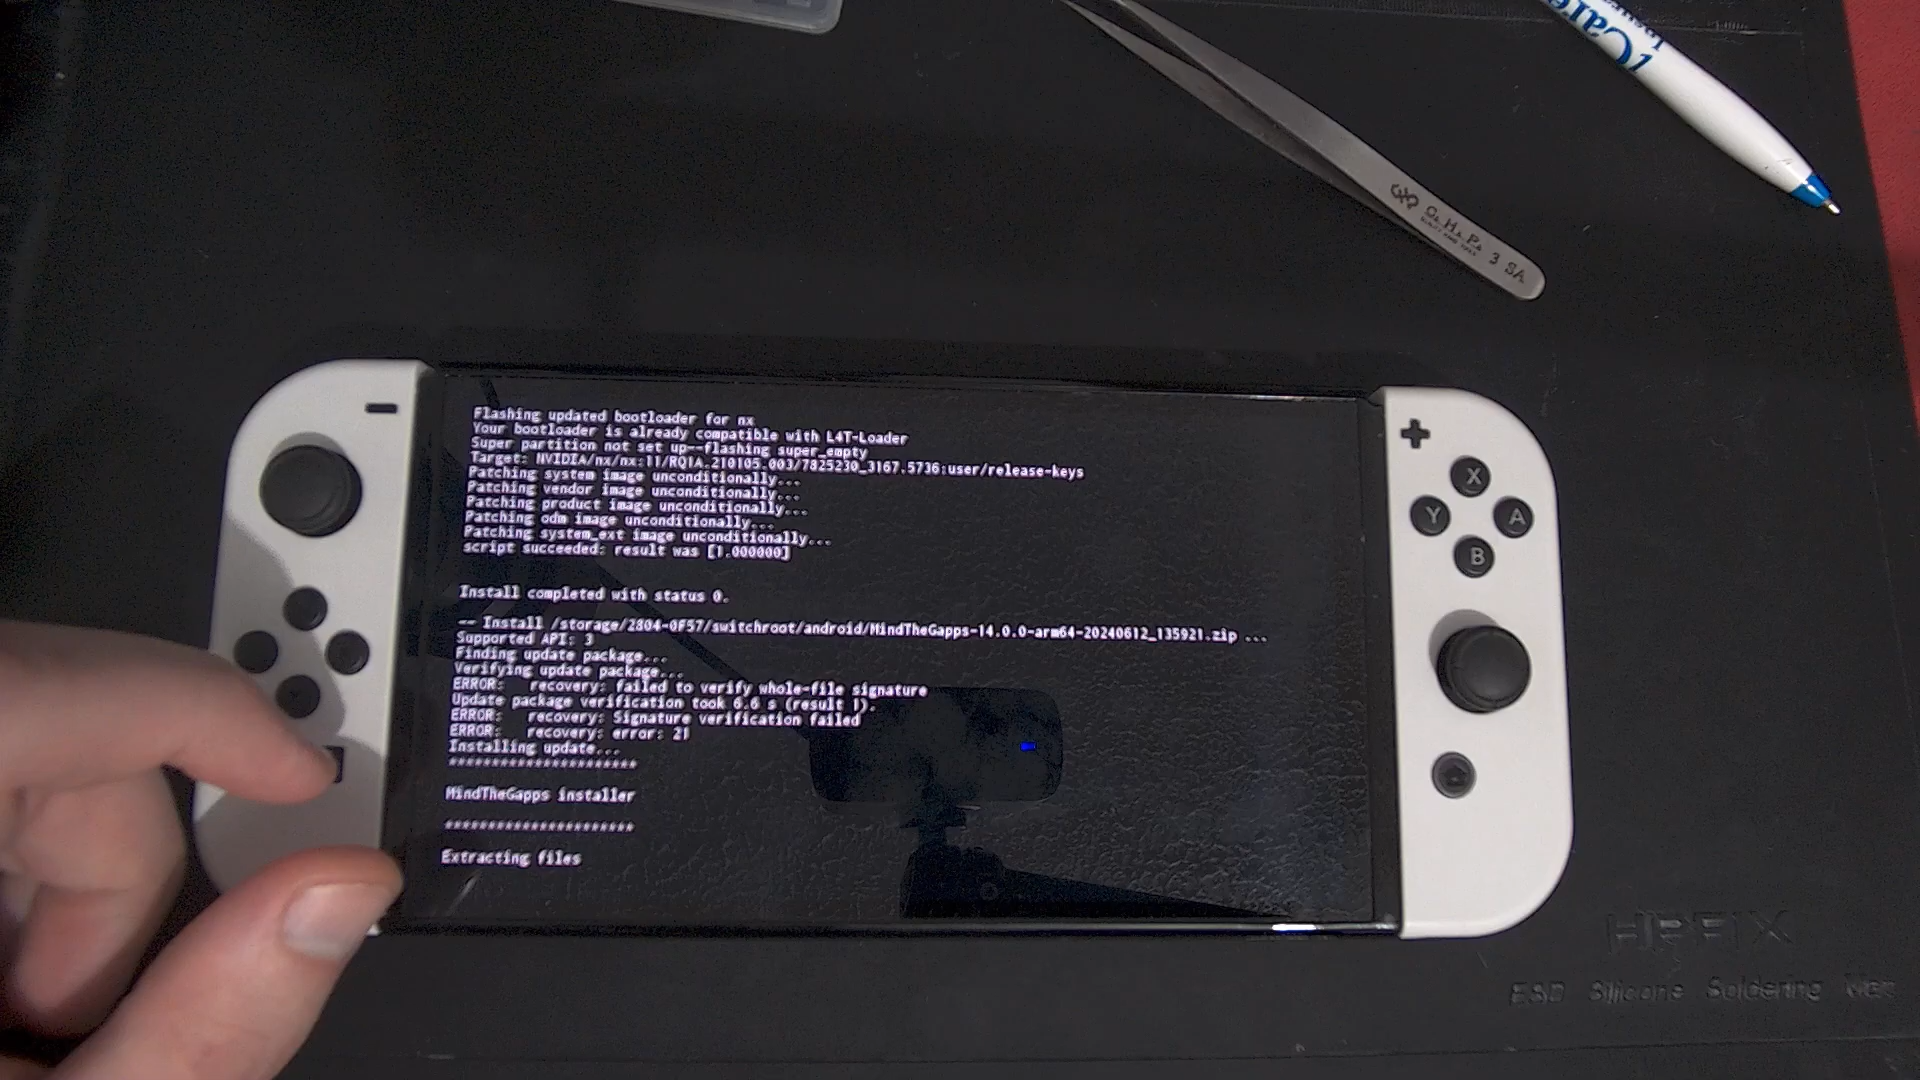 iCare
O.H.P. 3 SA
Flashing updated bootloader for nx
Your bootloader is already compatible with L4T-Loader
Super partition not set up--flashing super_empty
Target: NVIDIA/nx/nx:11/RQ1A.210105.003/7825230_3167.5736:user/release-keys
Patching system image unconditionally...
Patching vendor image unconditionally...
Patching product image unconditionally...
Patching odm image unconditionally...
Patching system_ext image unconditionally...
script succeeded: result was [1.000000]
Install completed with status 0.
-- Install /storage/2804-0F57/switchroot/android/MindTheGapps-14.0.0-arm64-20240612_135921.zip ...
Supported API: 3
Finding update package...
Verifying update package...
ERROR: recovery: failed to verify whole-file signature
Update package verification took 6.6 s (result 1).
ERROR: recovery: Signature verification failed
ERROR: recovery: error: 21
Installing update...
**********************
MindTheGapps installer
**********************
Extracting files
X
Y A
B
HPFIX
ESD Silicone Soldering Mat